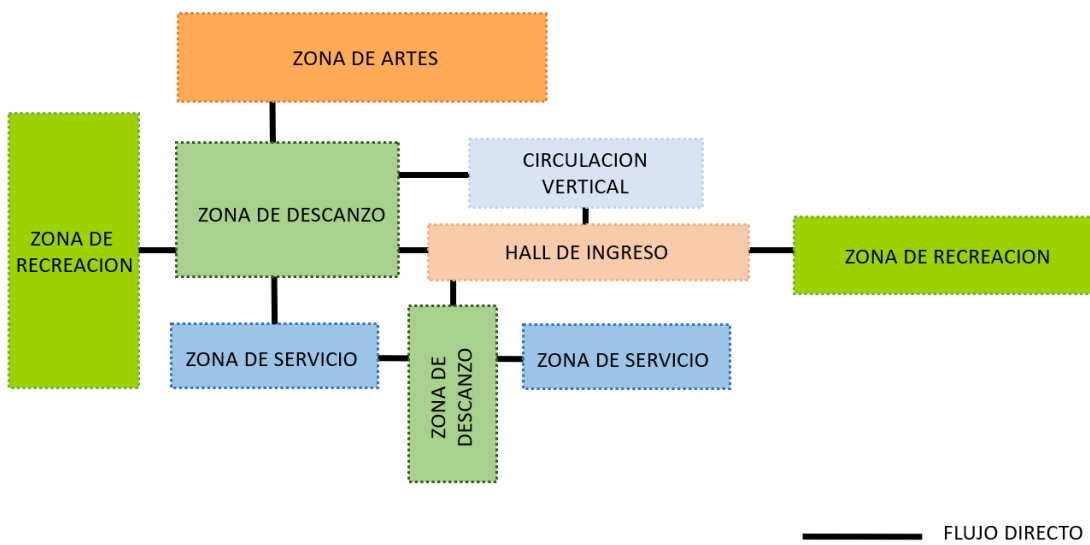 ZONA DE ARTES
CIRCULACION
VERTICAL
ZONA DE DESCANZO
ZONA DE
RECREACION
HALL DE INGRESO
ZONA DE RECREACION
ZONA DE SERVICIO
ZONA DE
DESCANZO
ZONA DE SERVICIO
FLUJO DIRECTO